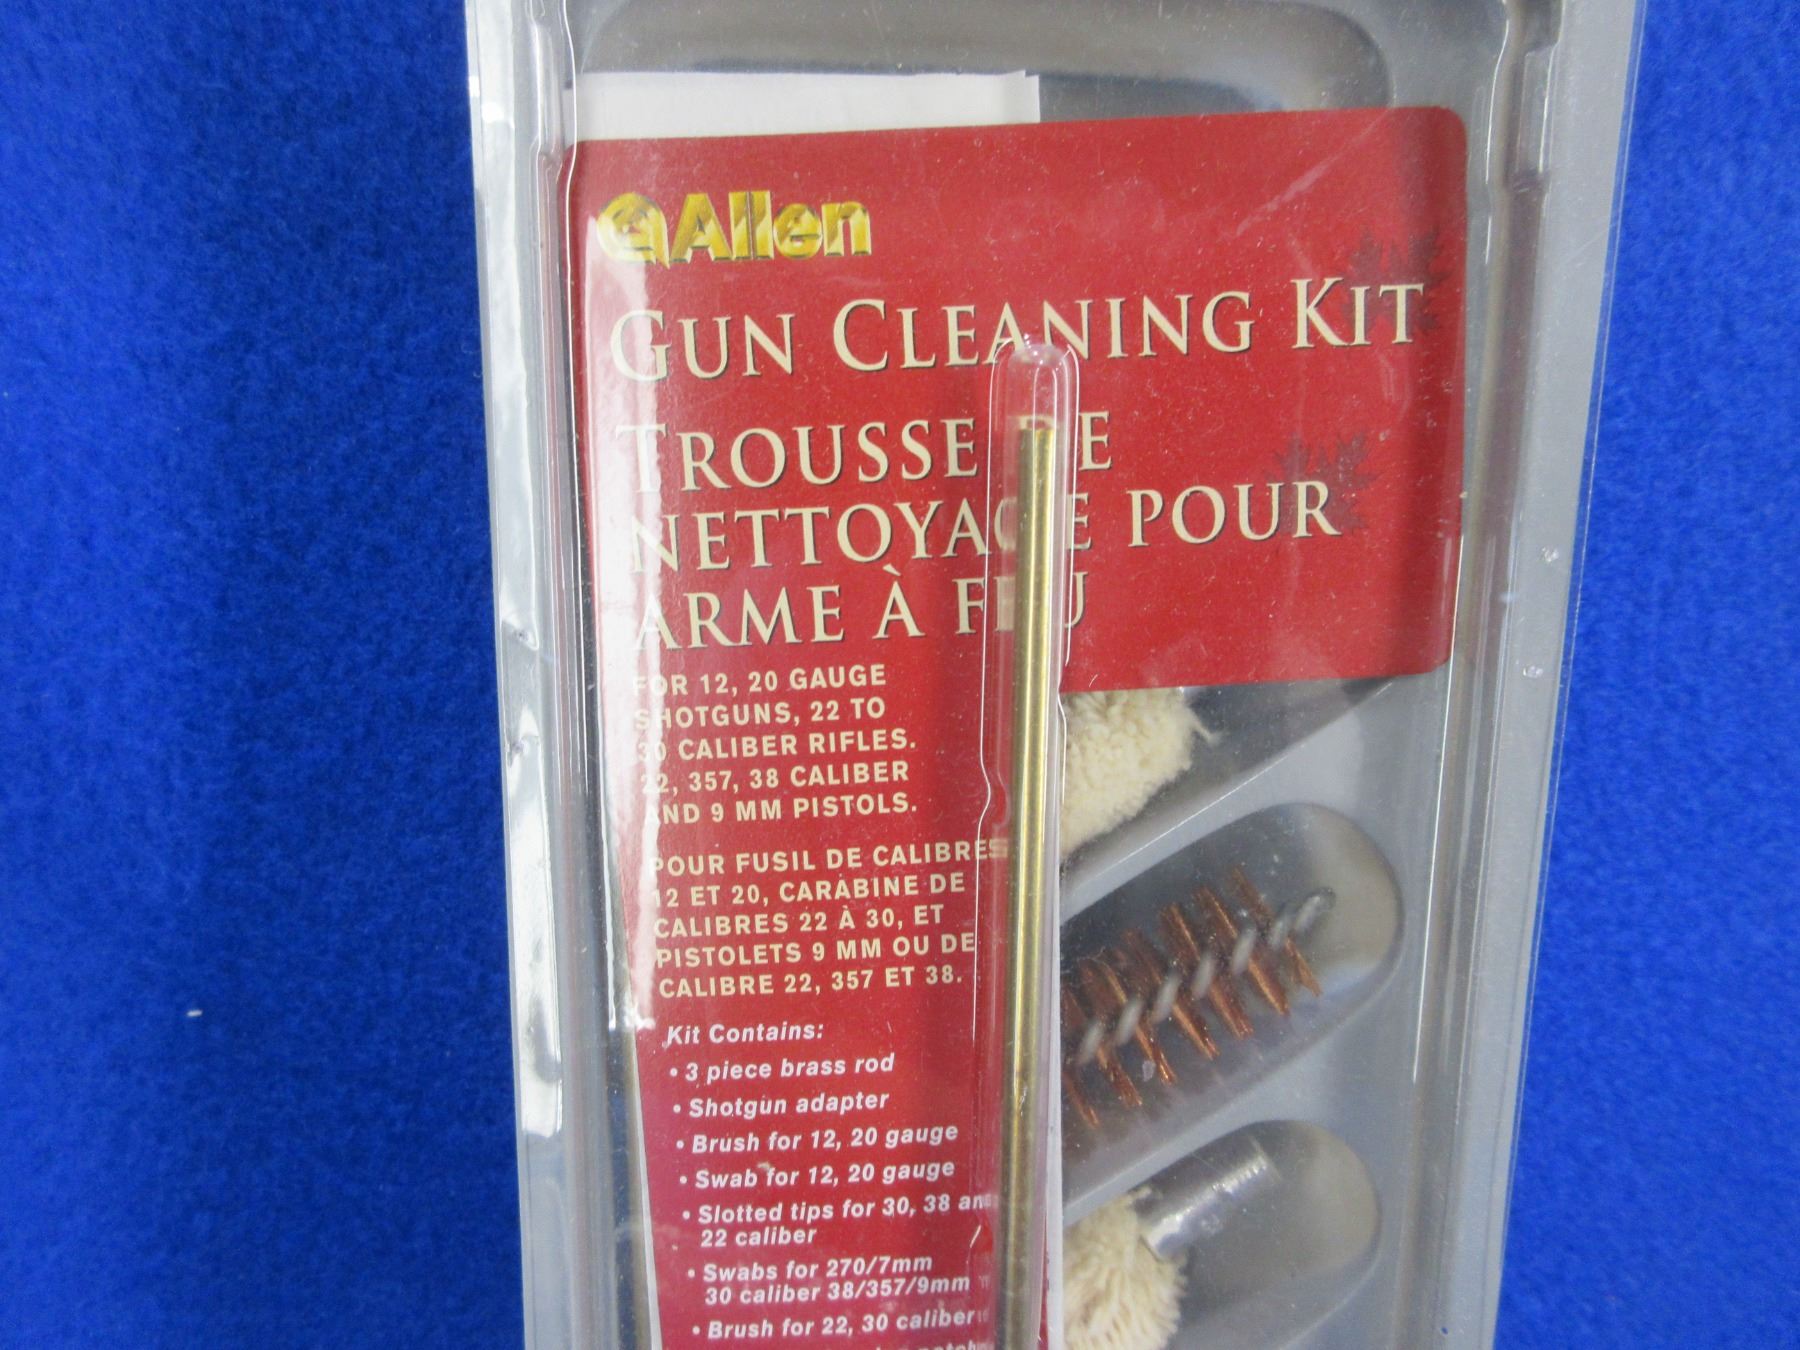 Allen
GUN CLEANING KIT
TROUSSE DE
NETTOYAGE POUR
ARME À FEU
FOR 12, 20 GAUGE
SHOTGUNS, 22 TO
30 CALIBER RIFLES.
22, 357, 38 CALIBER
AND 9 MM PISTOLS.
POUR FUSIL DE CALIBRES
12 ET 20, CARABINE DE
CALIBRES 22 À 30, ET
PISTOLETS 9 MM OU DE
CALIBRE 22, 357 ET 38.
Kit Contains:
• 3 piece brass rod
• Shotgun adapter
• Brush for 12, 20 gauge
• Swab for 12, 20 gauge
• Slotted tips for 30, 38 and
22 caliber
• Swabs for 270/7mm
30 caliber 38/357/9mm
• Brush for 22, 30 caliber